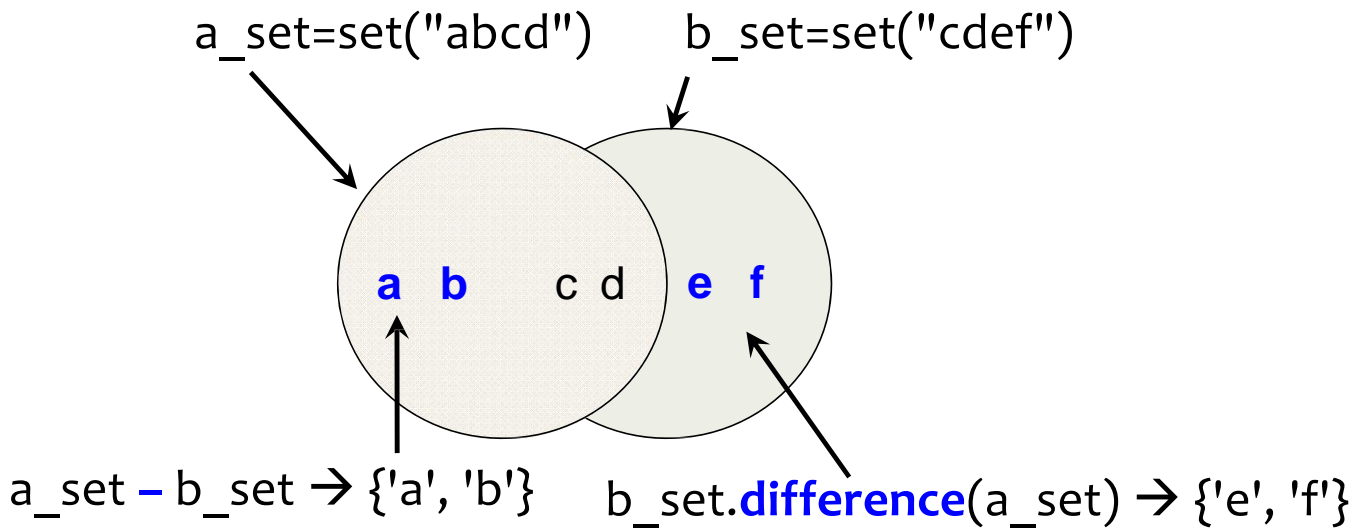 a_set=set("abcd") b_set=set("cdef")
a b c d e f
a_set – b_set → {'a', 'b'} b_set.difference(a_set) → {'e', 'f'}